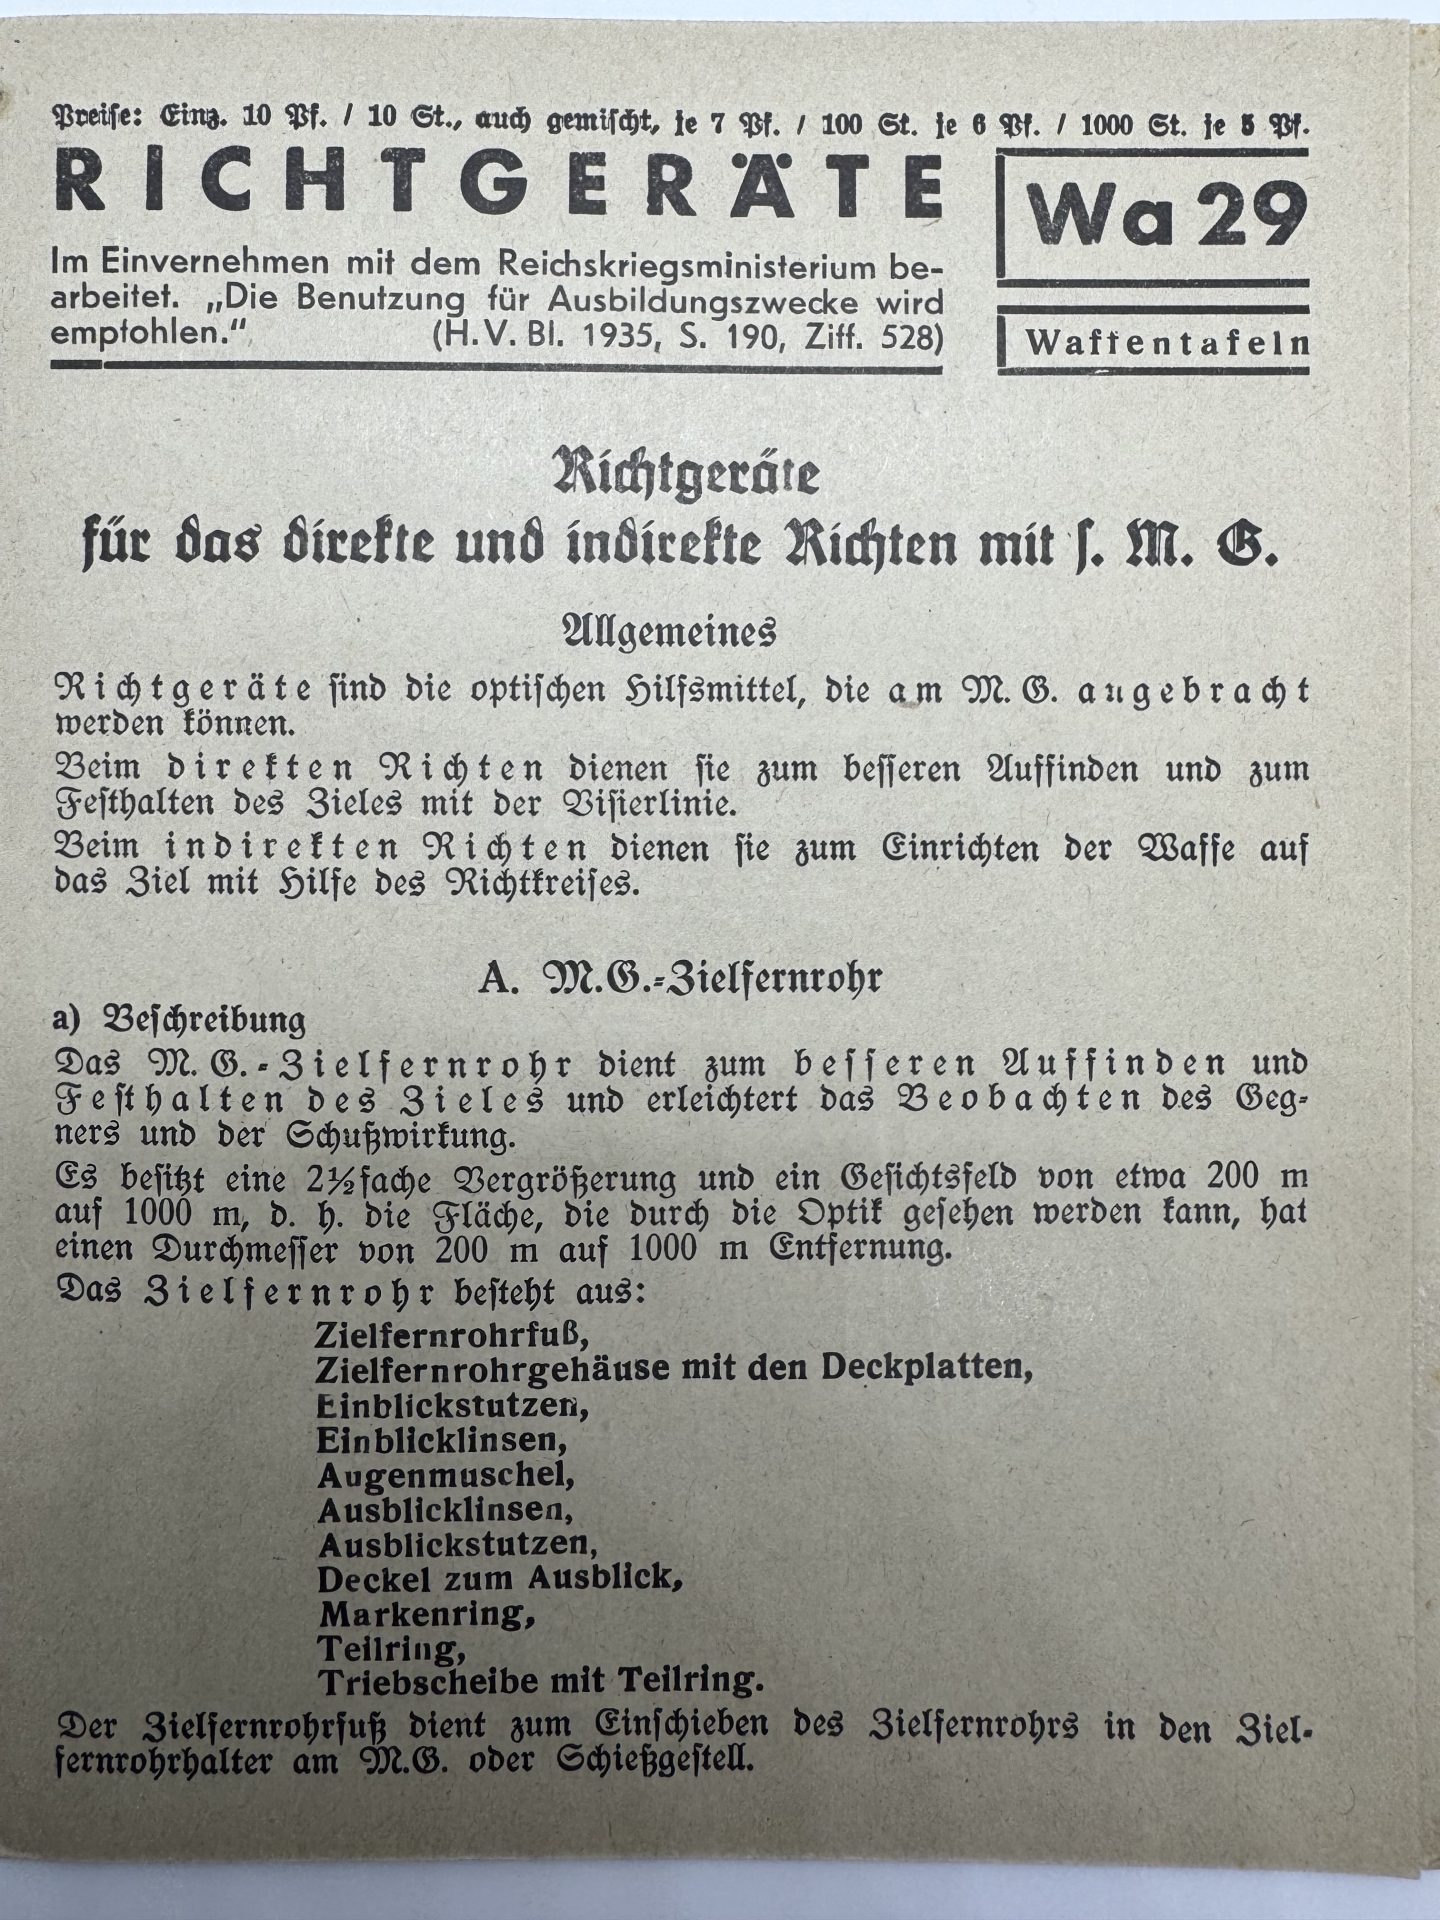 Preise: Einz. 10 Pf. / 10 St., auch gemischt, je 7 Pf. / 100 St. je 6 Pf. / 1000 St. je 5 Pf.
RICHTGERÄTE
Wa 29
Im Einvernehmen mit dem Reichskriegsministerium be-
arbeitet. „Die Benutzung für Ausbildungszwecke wird
empfohlen.“ (H. V. Bl. 1935, S. 190, Ziff. 528)
Waffentafeln
Richtgeräte
für das direkte und indirekte Richten mit s. M. G.
Allgemeines
Richtgeräte sind die optischen Hilfsmittel, die am M. G. angebracht
werden können.
Beim direkten Richten dienen sie zum besseren Auffinden und zum
Festhalten des Zieles mit der Visierlinie.
Beim indirekten Richten dienen sie zum Einrichten der Waffe auf
das Ziel mit Hilfe des Richtkreises.
A. M.G.-Zielfernrohr
a) Beschreibung
Das M. G.-Zielfernrohr dient zum besseren Auffinden und
Festhalten des Zieles und erleichtert das Beobachten des Geg-
ners und der Schußwirkung.
Es besitzt eine 2½fache Vergrößerung und ein Gesichtsfeld von etwa 200 m
auf 1000 m, d. h. die Fläche, die durch die Optik gesehen werden kann, hat
einen Durchmesser von 200 m auf 1000 m Entfernung.
Das Zielfernrohr besteht aus:
Zielfernrohrfuß,
Zielfernrohrgehäuse mit den Deckplatten,
Einblickstutzen,
Einblicklinsen,
Augenmuschel,
Ausblicklinsen,
Ausblickstutzen,
Deckel zum Ausblick,
Markenring,
Teilring,
Triebscheibe mit Teilring.
Der Zielfernrohrfuß dient zum Einschieben des Zielfernrohrs in den Ziel-
fernrohrhalter am M.G. oder Schießgestell.